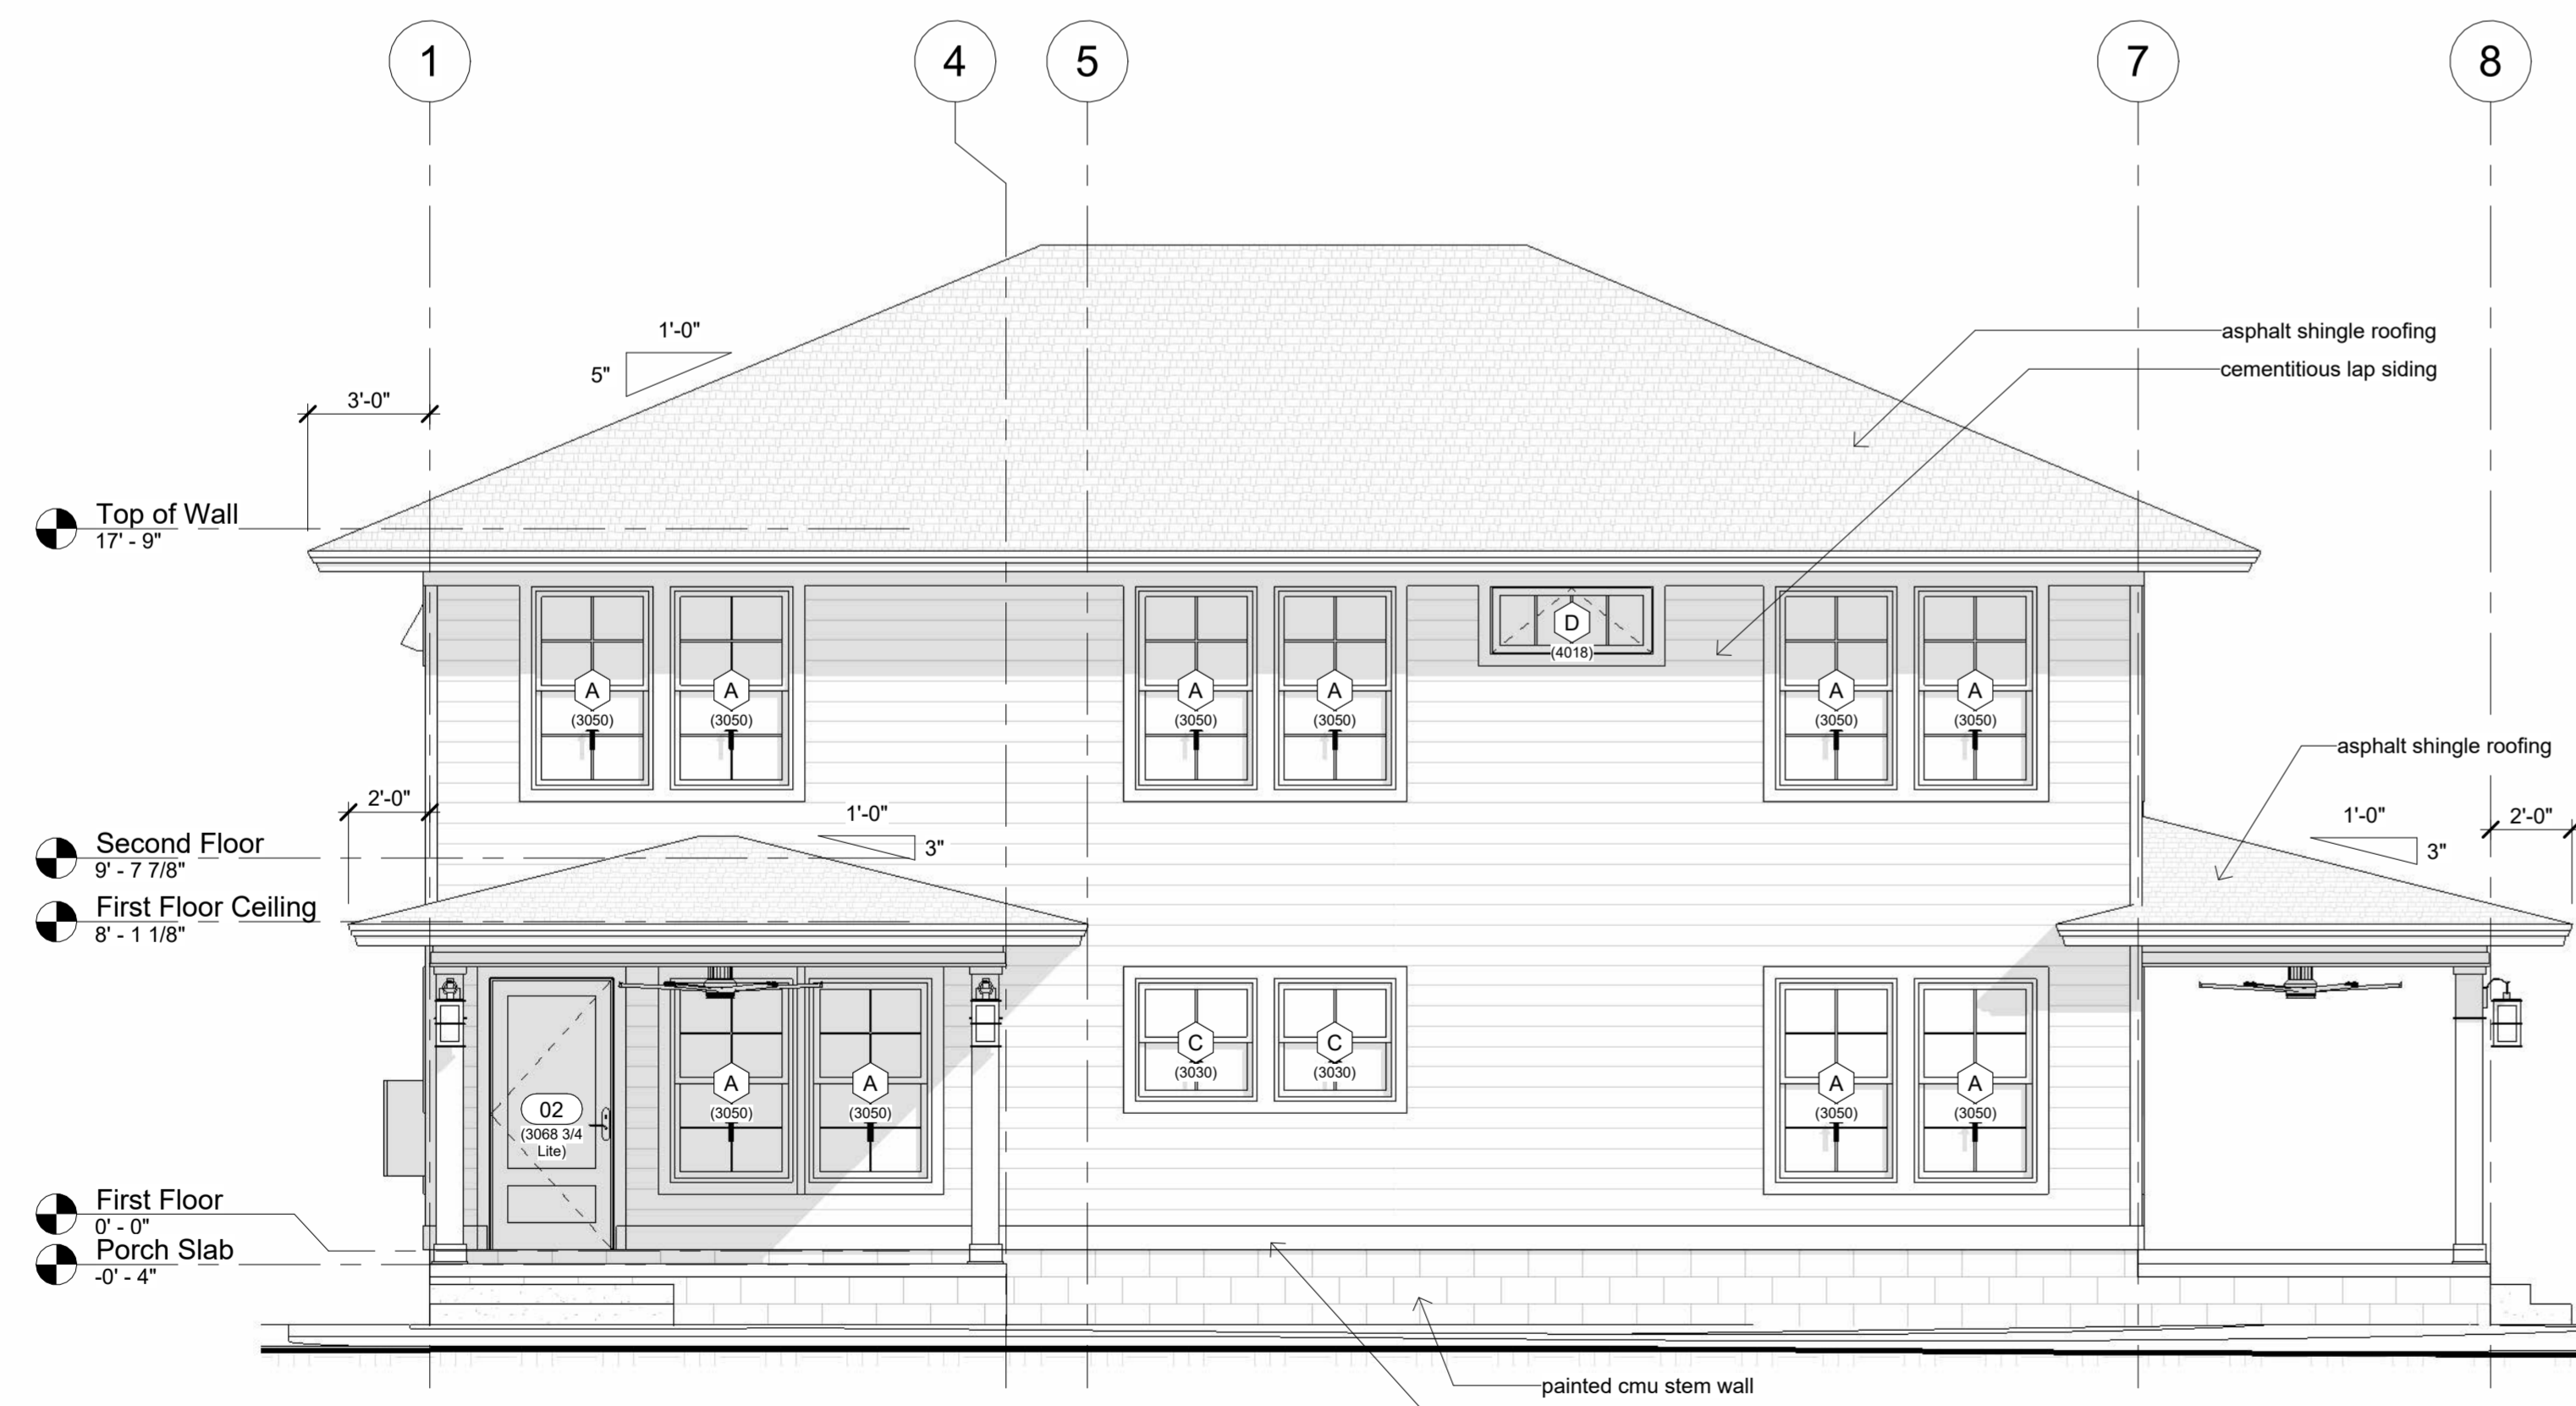 1
4
5
7
8
asphalt shingle roofing
1'-0"
5"
cementitious lap siding
3'-0"
Top of Wall
17' - 9"
D
(4018)
A
A
A
A
A
A
(3050)
(3050)
(3050)
(3050)
(3050)
(3050)
asphalt shingle roofing
2'-0"
1'-0"
1'-0"
2'-0"
Second Floor
3"
3"
9' - 7 7/8"
First Floor Ceiling
8' - 1 1/8"
C
C
(3030)
(3030)
A
A
A
A
02
(3050)
(3050)
(3050)
(3050)
(3068 3/4
Lite)
First Floor
0' - 0"
Porch Slab
-0' - 4"
painted cmu stem wall